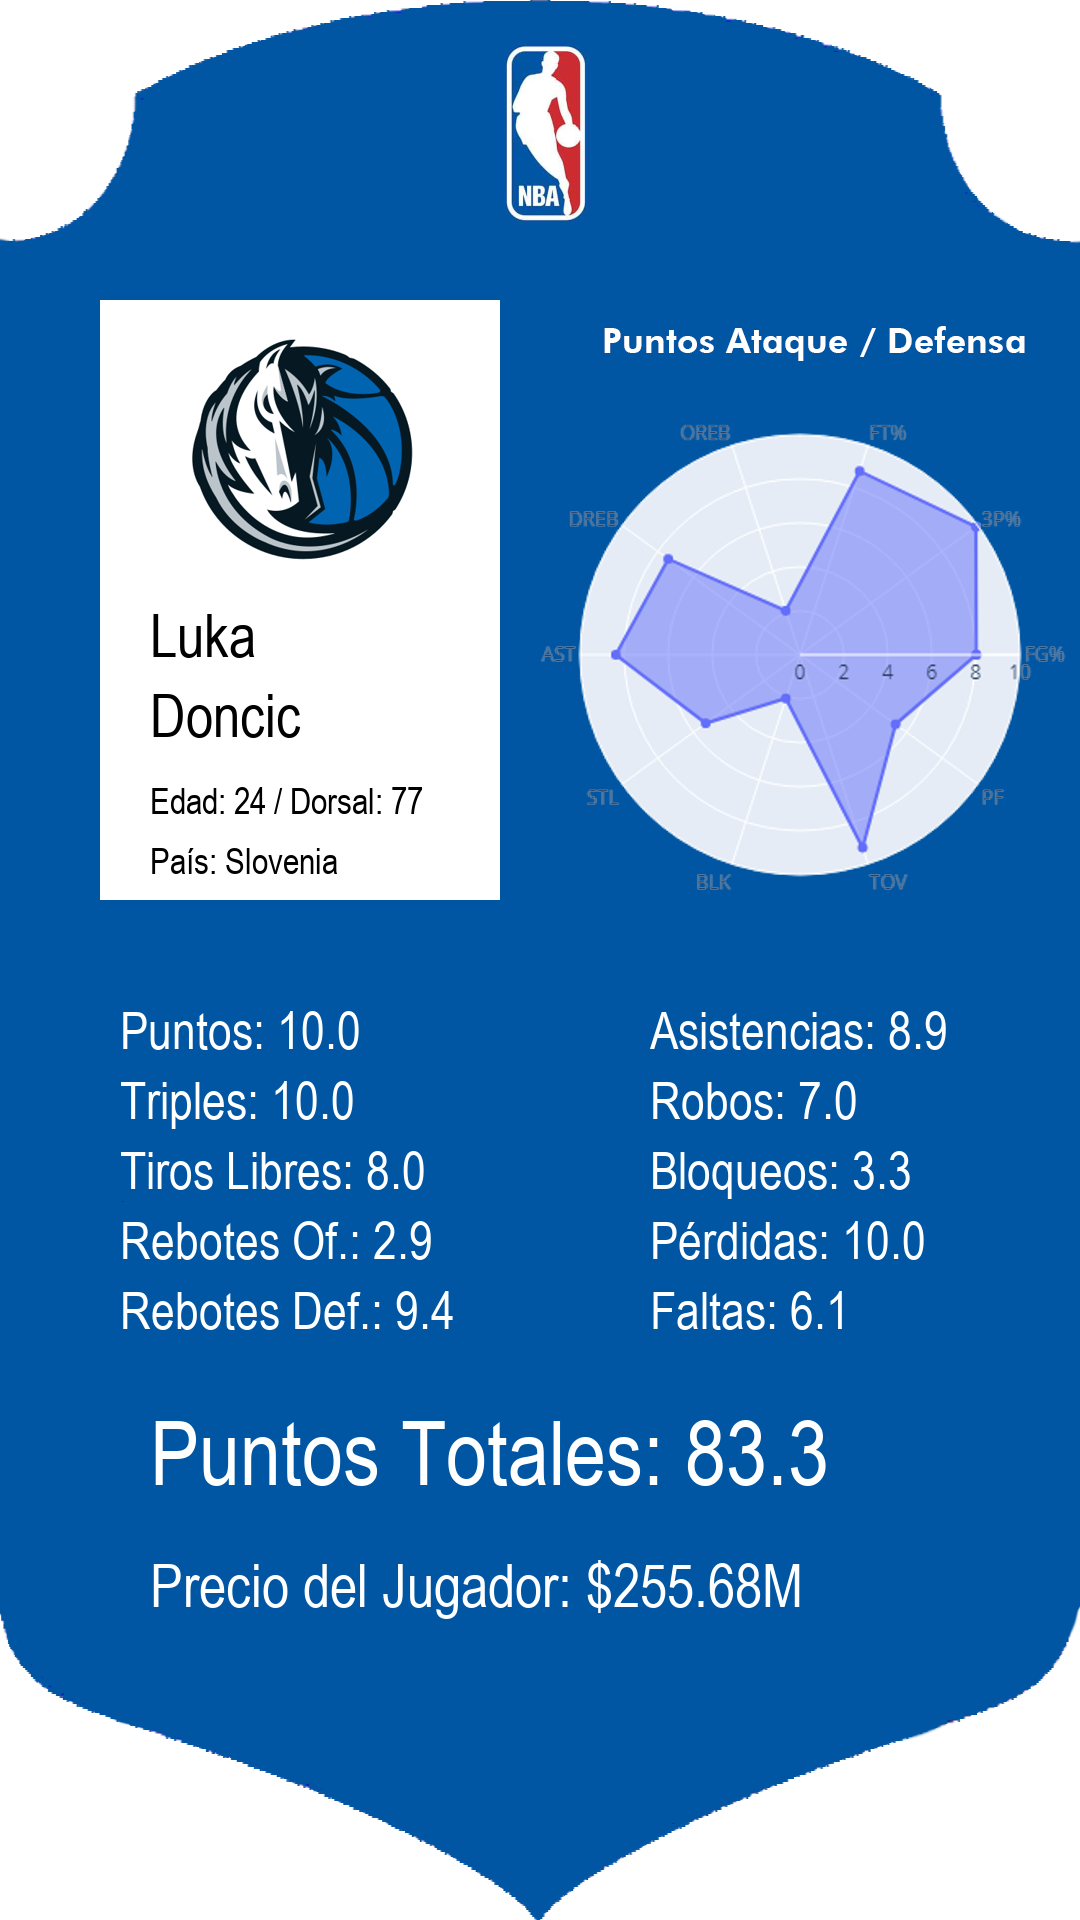 NBA
Puntos Ataque / Defensa
OREB
FT%
DREB
3P%
AST
FG%
0 2 4 6 8 10
STL
PF
BLK
TOV
Luka
Doncic
Edad: 24 / Dorsal: 77
País: Slovenia
Puntos: 10.0
Triples: 10.0
Tiros Libres: 8.0
Rebotes Of.: 2.9
Rebotes Def.: 9.4
Asistencias: 8.9
Robos: 7.0
Bloqueos: 3.3
Pérdidas: 10.0
Faltas: 6.1
Puntos Totales: 83.3
Precio del Jugador: $255.68M